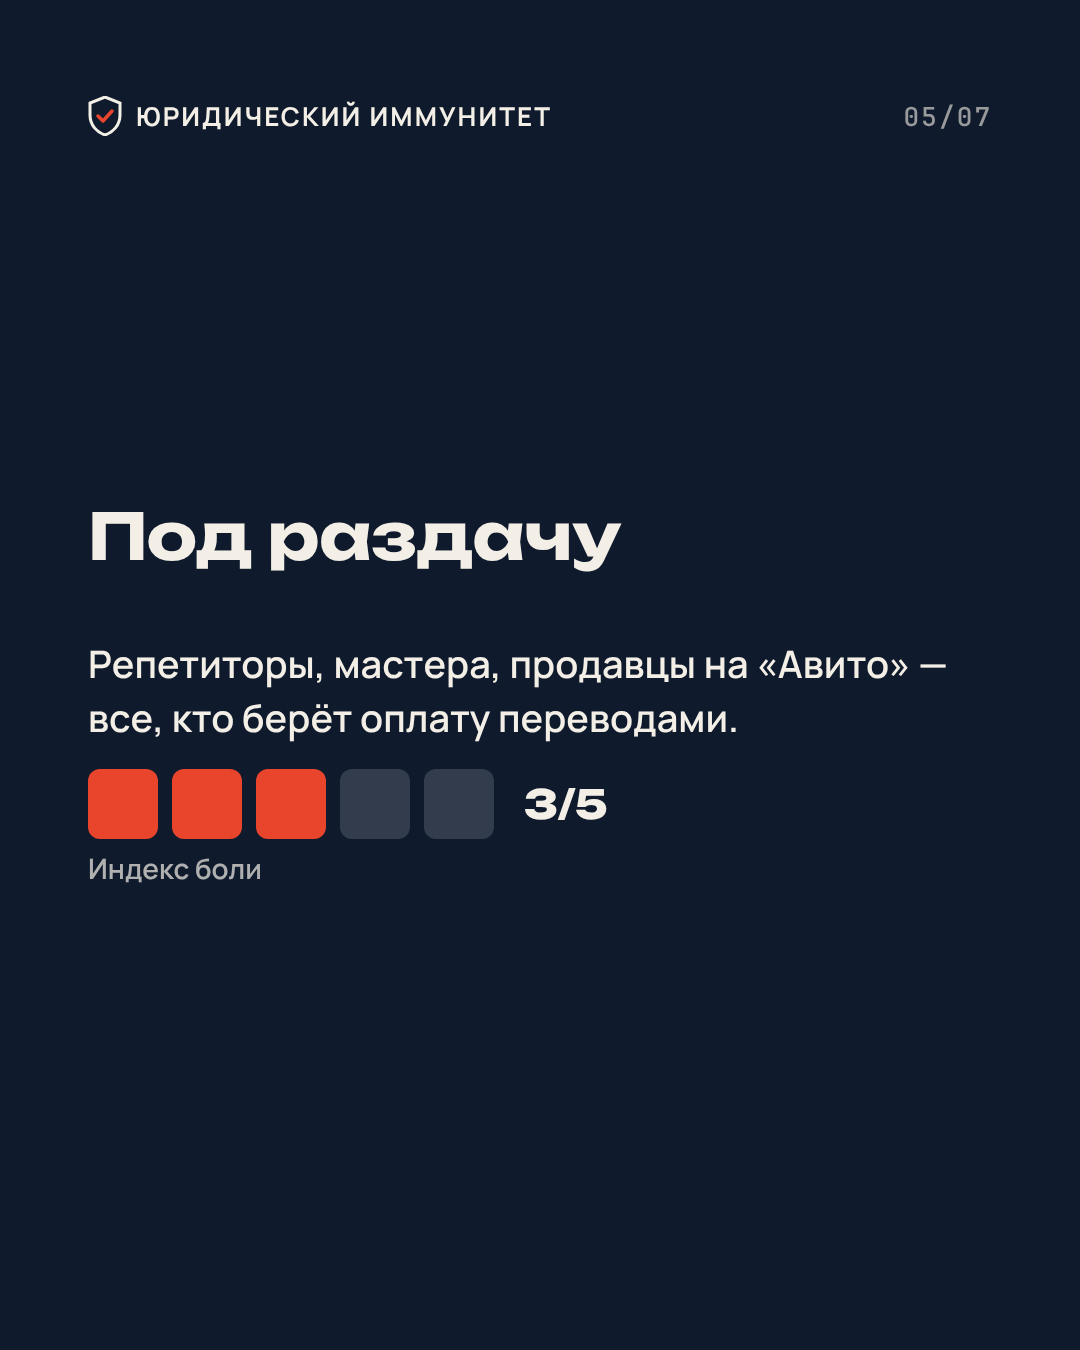 ЮРИДИЧЕСКИЙ ИММУНИТЕТ
05/07
Под раздачу
Репетиторы, мастера, продавцы на «Авито» —
все, кто берёт оплату переводами.
3/5
Индекс боли